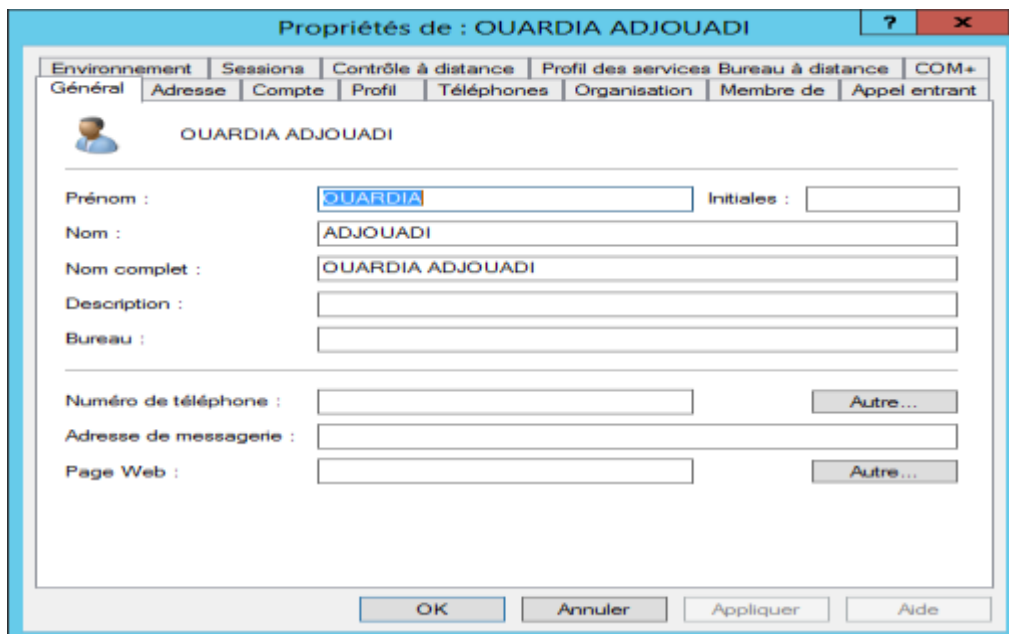 Propriétés de : OUARDIA ADJOUADI ? x
Environnement Sessions Contrôle à distance Profil des services Bureau à distance COM+
Général Adresse Compte Profil Téléphones Organisation Membre de Appel entrant
OUARDIA ADJOUADI
Prénom : OUARDIA Initiales :
Nom : ADJOUADI
Nom complet : OUARDIA ADJOUADI
Description :
Bureau :
Numéro de téléphone : Autre...
Adresse de messagerie :
Page Web : Autre...
OK Annuler Appliquer Aide